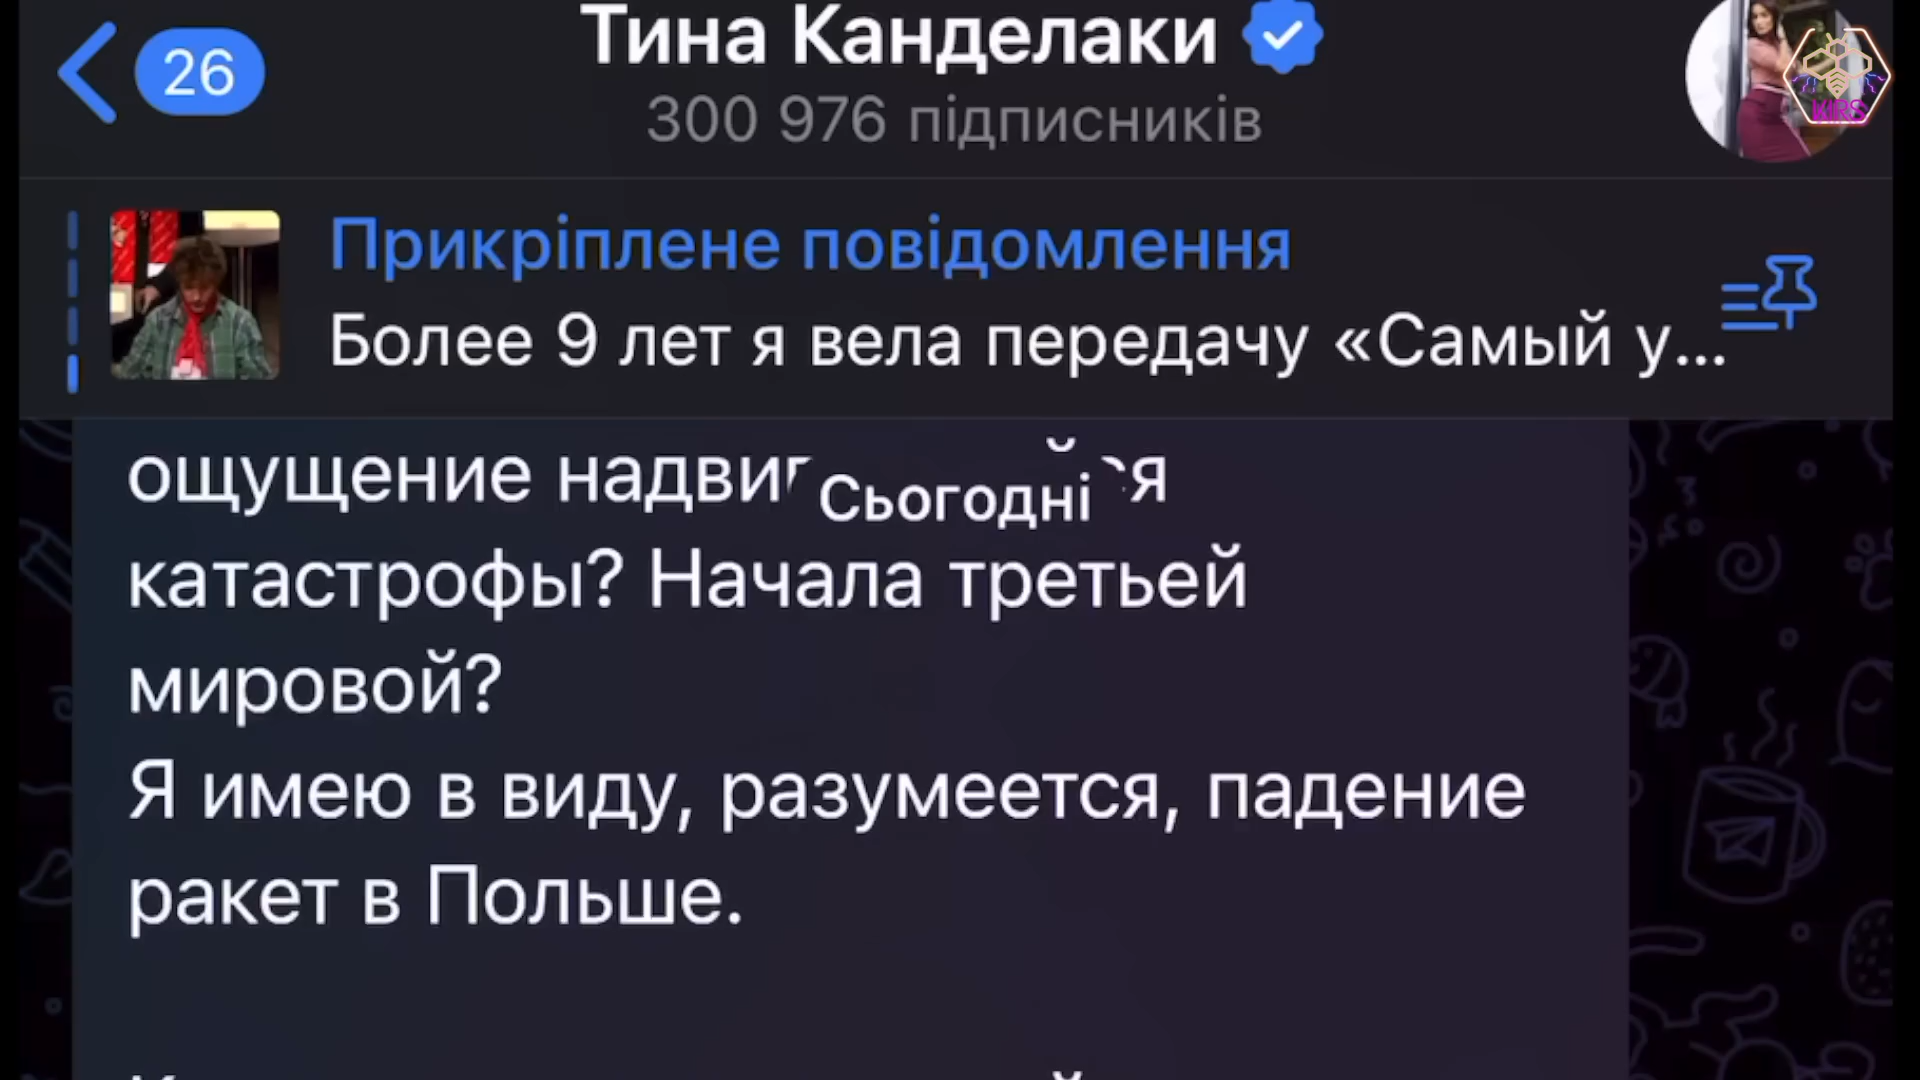 26
Тина Канделаки
300 976 підписників
KIRS
Прикріплене повідомлення
Более 9 лет я вела передачу «Самый у...
ощущение
Сьогодні
катастрофы? Начала третьей
мировой?
Я имею в виду, разумеется, падение
ракет в Польше.